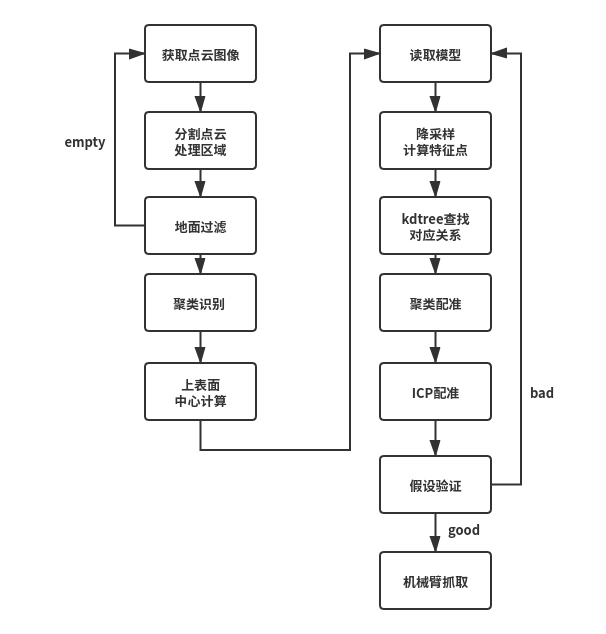 获取点云图像
分割点云
处理区域
empty
地面过滤
聚类识别
上表面
中心计算
读取模型
降采样
计算特征点
kdtree查找
对应关系
聚类配准
ICP配准
bad
假设验证
good
机械臂抓取